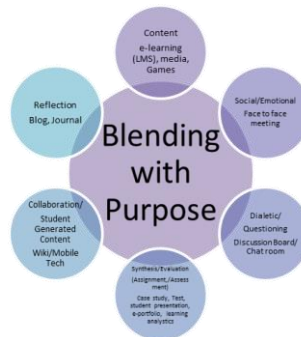 Content
e-learning
(LMS), media,
Games
Social/Emotional
Face to face
meeting
Dialetic/
Questioning
Discussion Board/
Chat room
Synthesis/Evaluation
(Assignment,/Assess
ment)
Case study, Test,
student presentation,
e-portfolio, learning
analystics
Collaboration/
Student
Generated
Content
Wiki/Mobile
Tech
Reflection
Blog, Journal
Blending
with
Purpose